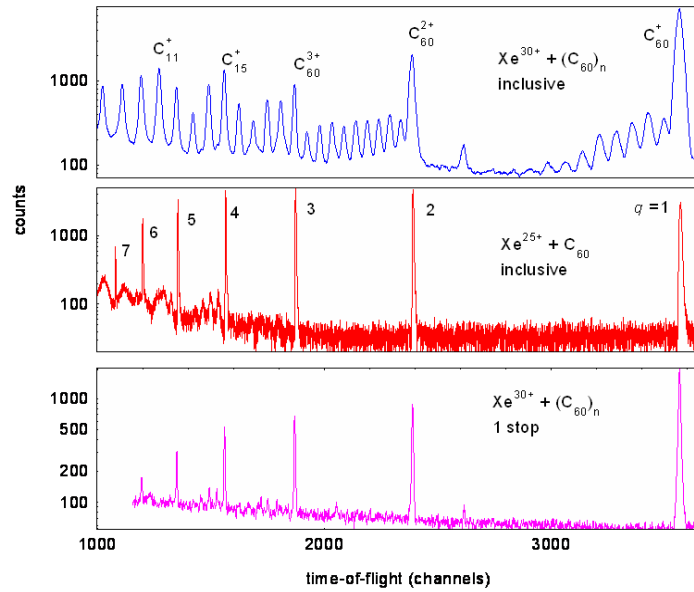 C₁₁⁺ C₁₅⁺ C₆₀³⁺ C₆₀²⁺ C₆₀⁺
Xe³⁰⁺ + (C₆₀)ₙ
inclusive
1000
100
7 6 5 4 3 2 q = 1
Xe²⁵⁺ + C₆₀
inclusive
1000
100
counts
Xe³⁰⁺ + (C₆₀)ₙ
1 stop
1000
500
200
100
1000 2000 3000
time-of-flight (channels)